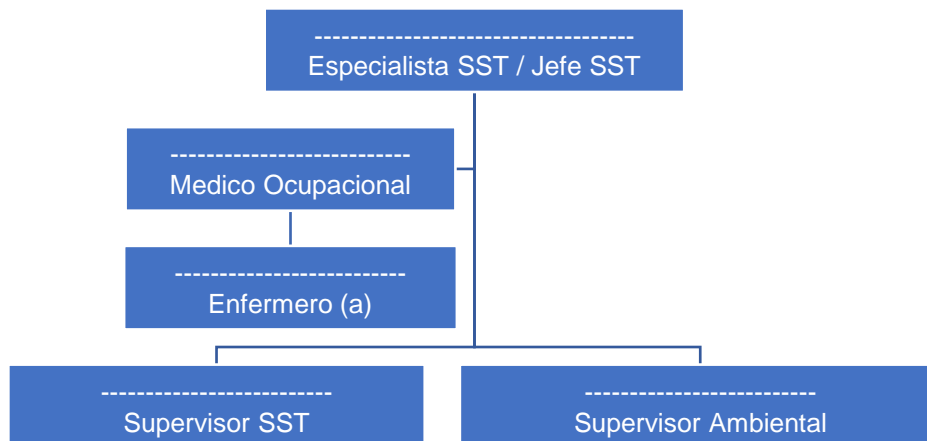 ------------------------------------
Especialista SST / Jefe SST
---------------------------
Medico Ocupacional
--------------------------
Enfermero (a)
--------------------------
Supervisor SST
--------------------------
Supervisor Ambiental